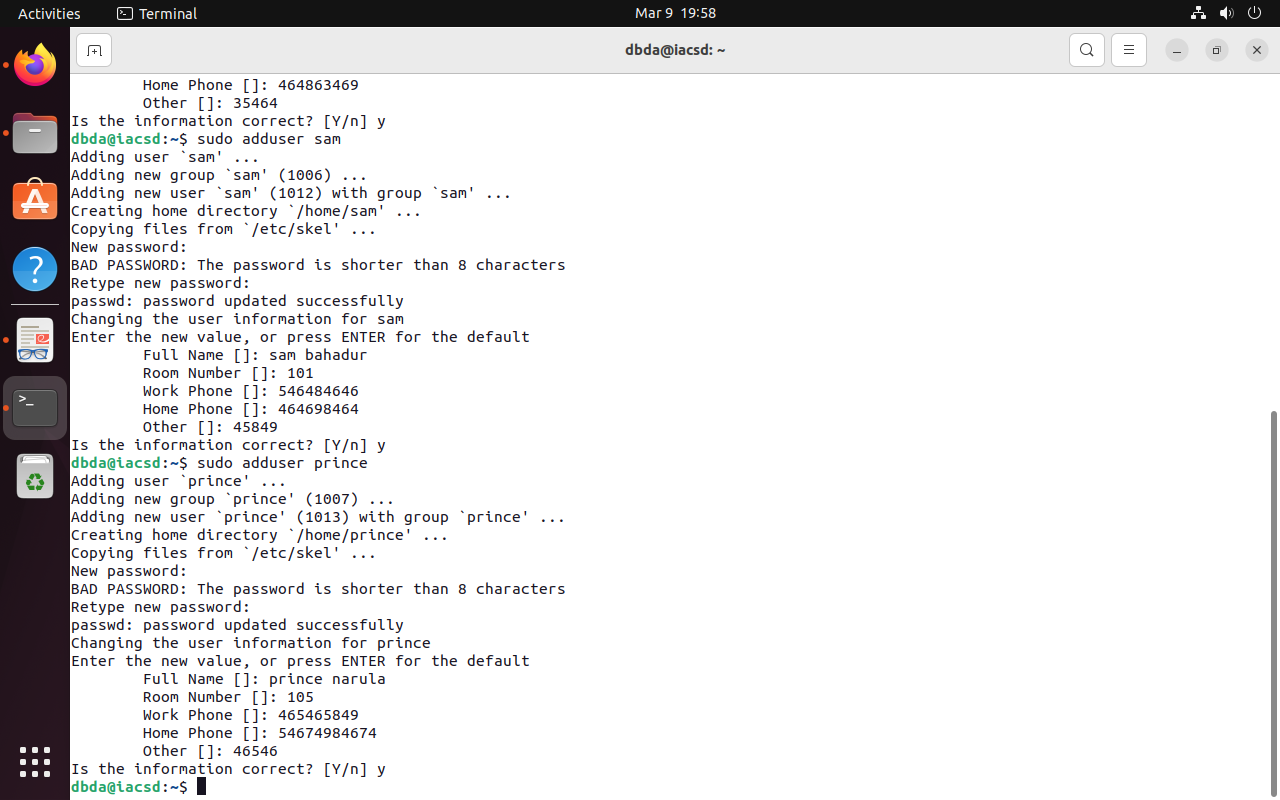 Activities
Terminal
Mar 9 19:58
dbda@iacsd: ~
Home Phone []: 464863469
Other []: 35464
Is the information correct? [Y/n] y
dbda@iacsd:~$ sudo adduser sam
Adding user `sam' ...
Adding new group `sam' (1006) ...
Adding new user `sam' (1012) with group `sam' ...
Creating home directory `/home/sam' ...
Copying files from `/etc/skel' ...
New password:
BAD PASSWORD: The password is shorter than 8 characters
Retype new password:
passwd: password updated successfully
Changing the user information for sam
Enter the new value, or press ENTER for the default
Full Name []: sam bahadur
Room Number []: 101
Work Phone []: 546484646
Home Phone []: 464698464
Other []: 45849
Is the information correct? [Y/n] y
dbda@iacsd:~$ sudo adduser prince
Adding user `prince' ...
Adding new group `prince' (1007) ...
Adding new user `prince' (1013) with group `prince' ...
Creating home directory `/home/prince' ...
Copying files from `/etc/skel' ...
New password:
BAD PASSWORD: The password is shorter than 8 characters
Retype new password:
passwd: password updated successfully
Changing the user information for prince
Enter the new value, or press ENTER for the default
Full Name []: prince narula
Room Number []: 105
Work Phone []: 465465849
Home Phone []: 54674984674
Other []: 46546
Is the information correct? [Y/n] y
dbda@iacsd:~$